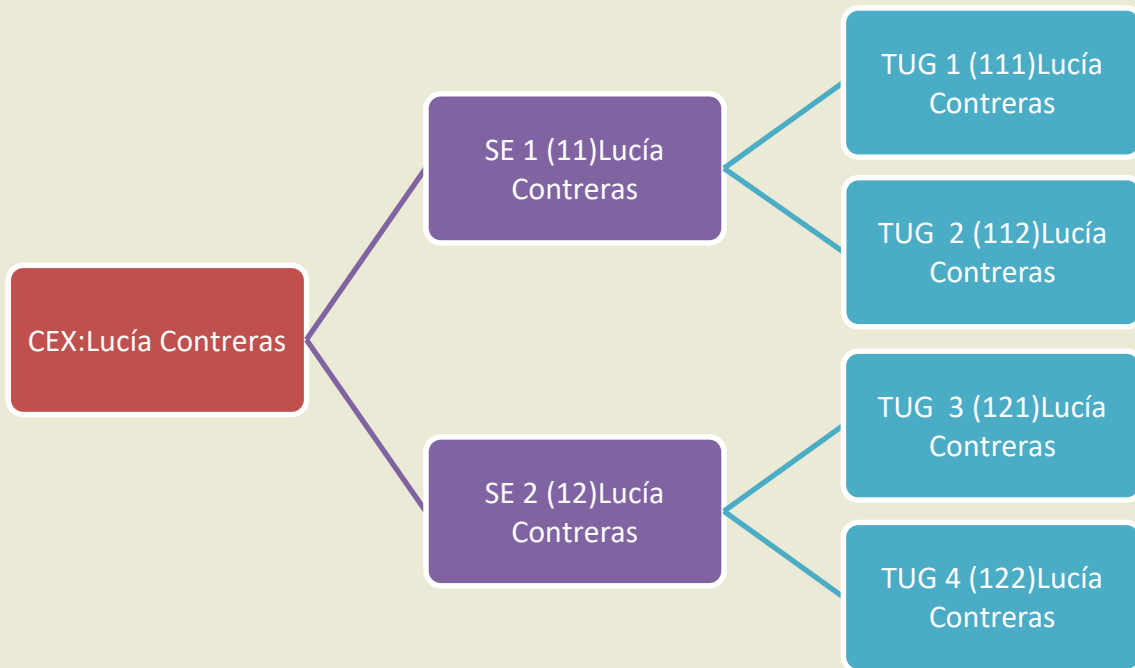 CEX:Lucía Contreras
SE 1 (11)Lucía
Contreras
TUG 1 (111)Lucía
Contreras
TUG  2 (112)Lucía
Contreras
SE 2 (12)Lucía
Contreras
TUG  3 (121)Lucía
Contreras
TUG 4 (122)Lucía
Contreras